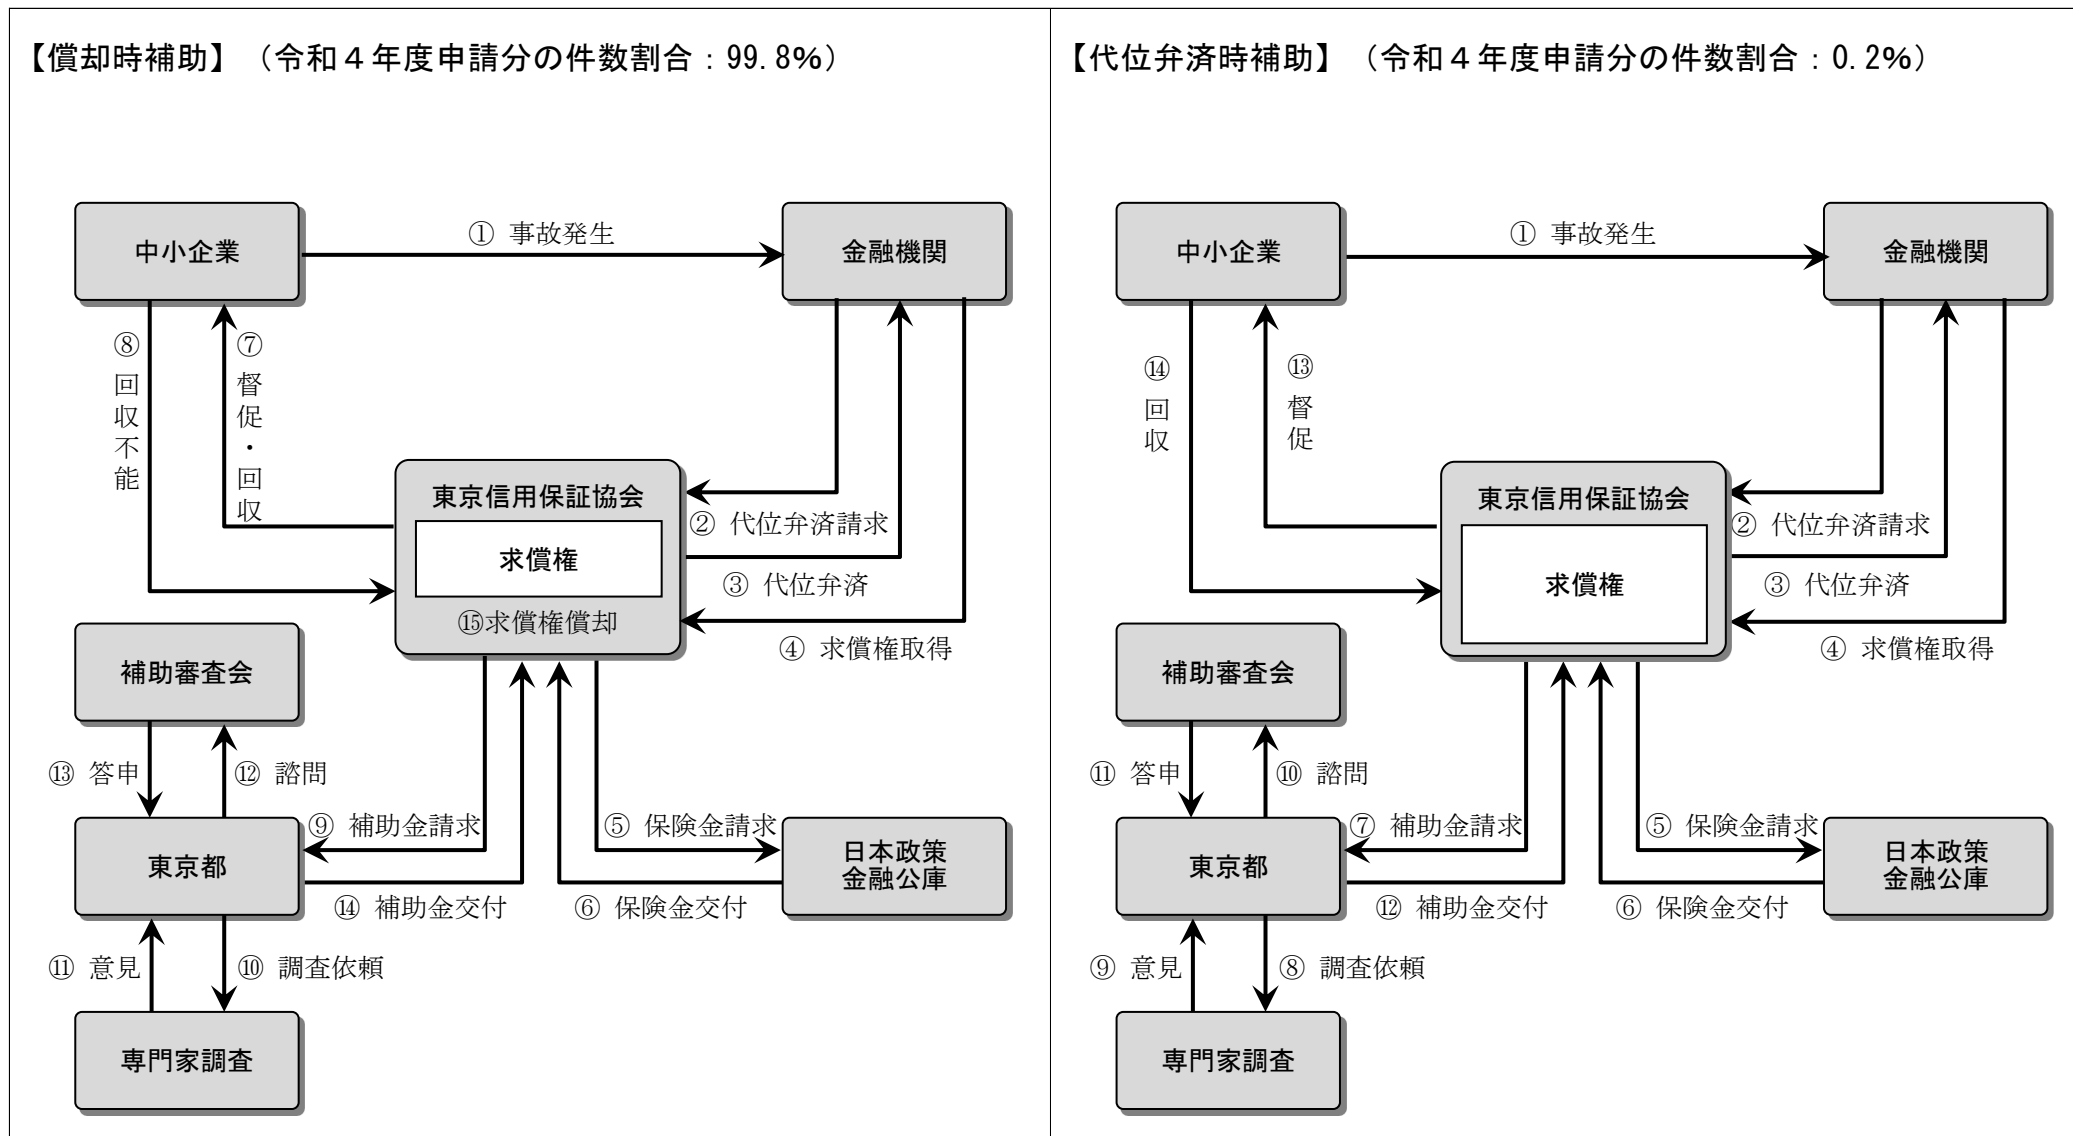 【償却時補助】（令和４年度申請分の件数割合：99.8%）
中小企業
① 事故発生
金融機関
⑧回収不能
⑦督促・回収
東京信用保証協会
求償権
⑮求償権償却
② 代位弁済請求
③ 代位弁済
④ 求償権取得
補助審査会
⑬ 答申
⑫ 諮問
⑨ 補助金請求
⑤ 保険金請求
東京都
日本政策
金融公庫
⑭ 補助金交付
⑥ 保険金交付
⑪ 意見
⑩ 調査依頼
専門家調査
【代位弁済時補助】（令和４年度申請分の件数割合：0.2%）
中小企業
① 事故発生
金融機関
⑭回収
⑬督促
東京信用保証協会
求償権
② 代位弁済請求
③ 代位弁済
④ 求償権取得
補助審査会
⑪ 答申
⑩ 諮問
⑦ 補助金請求
⑤ 保険金請求
東京都
日本政策
金融公庫
⑫ 補助金交付
⑥ 保険金交付
⑨ 意見
⑧ 調査依頼
専門家調査